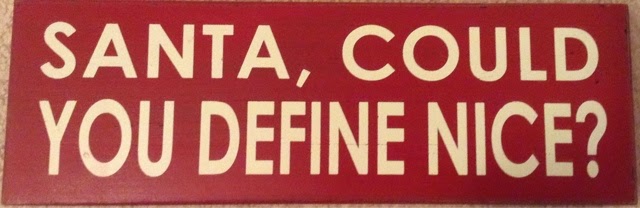 SANTA, COULD
YOU DEFINE NICE?